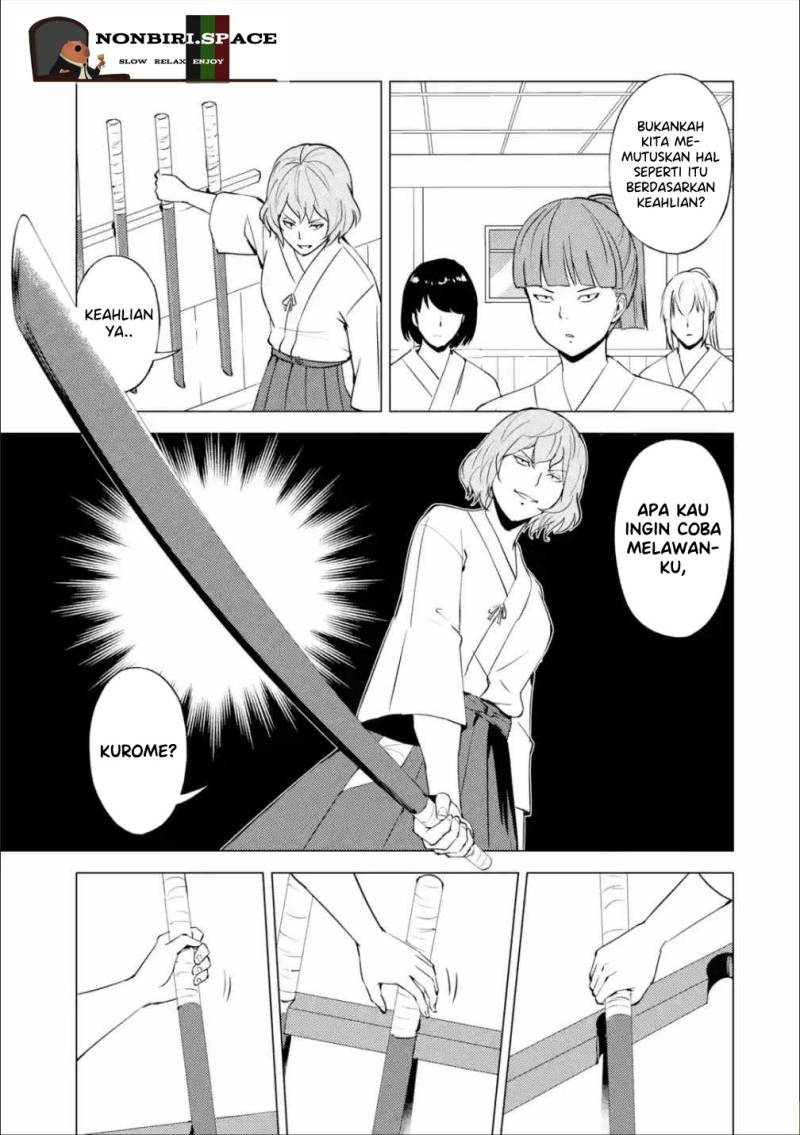 NONBIRI.SPACE
SLOW RELAX ENJOY
BUKANKAH
KITA ME-
MUTUSKAN HAL
SEPERTI ITU
BERDASARKAN
KEAHLIAN?
KEAHLIAN
YA..
APA KAU
INGIN COBA
MELAWAN-
KU,
KUROME?